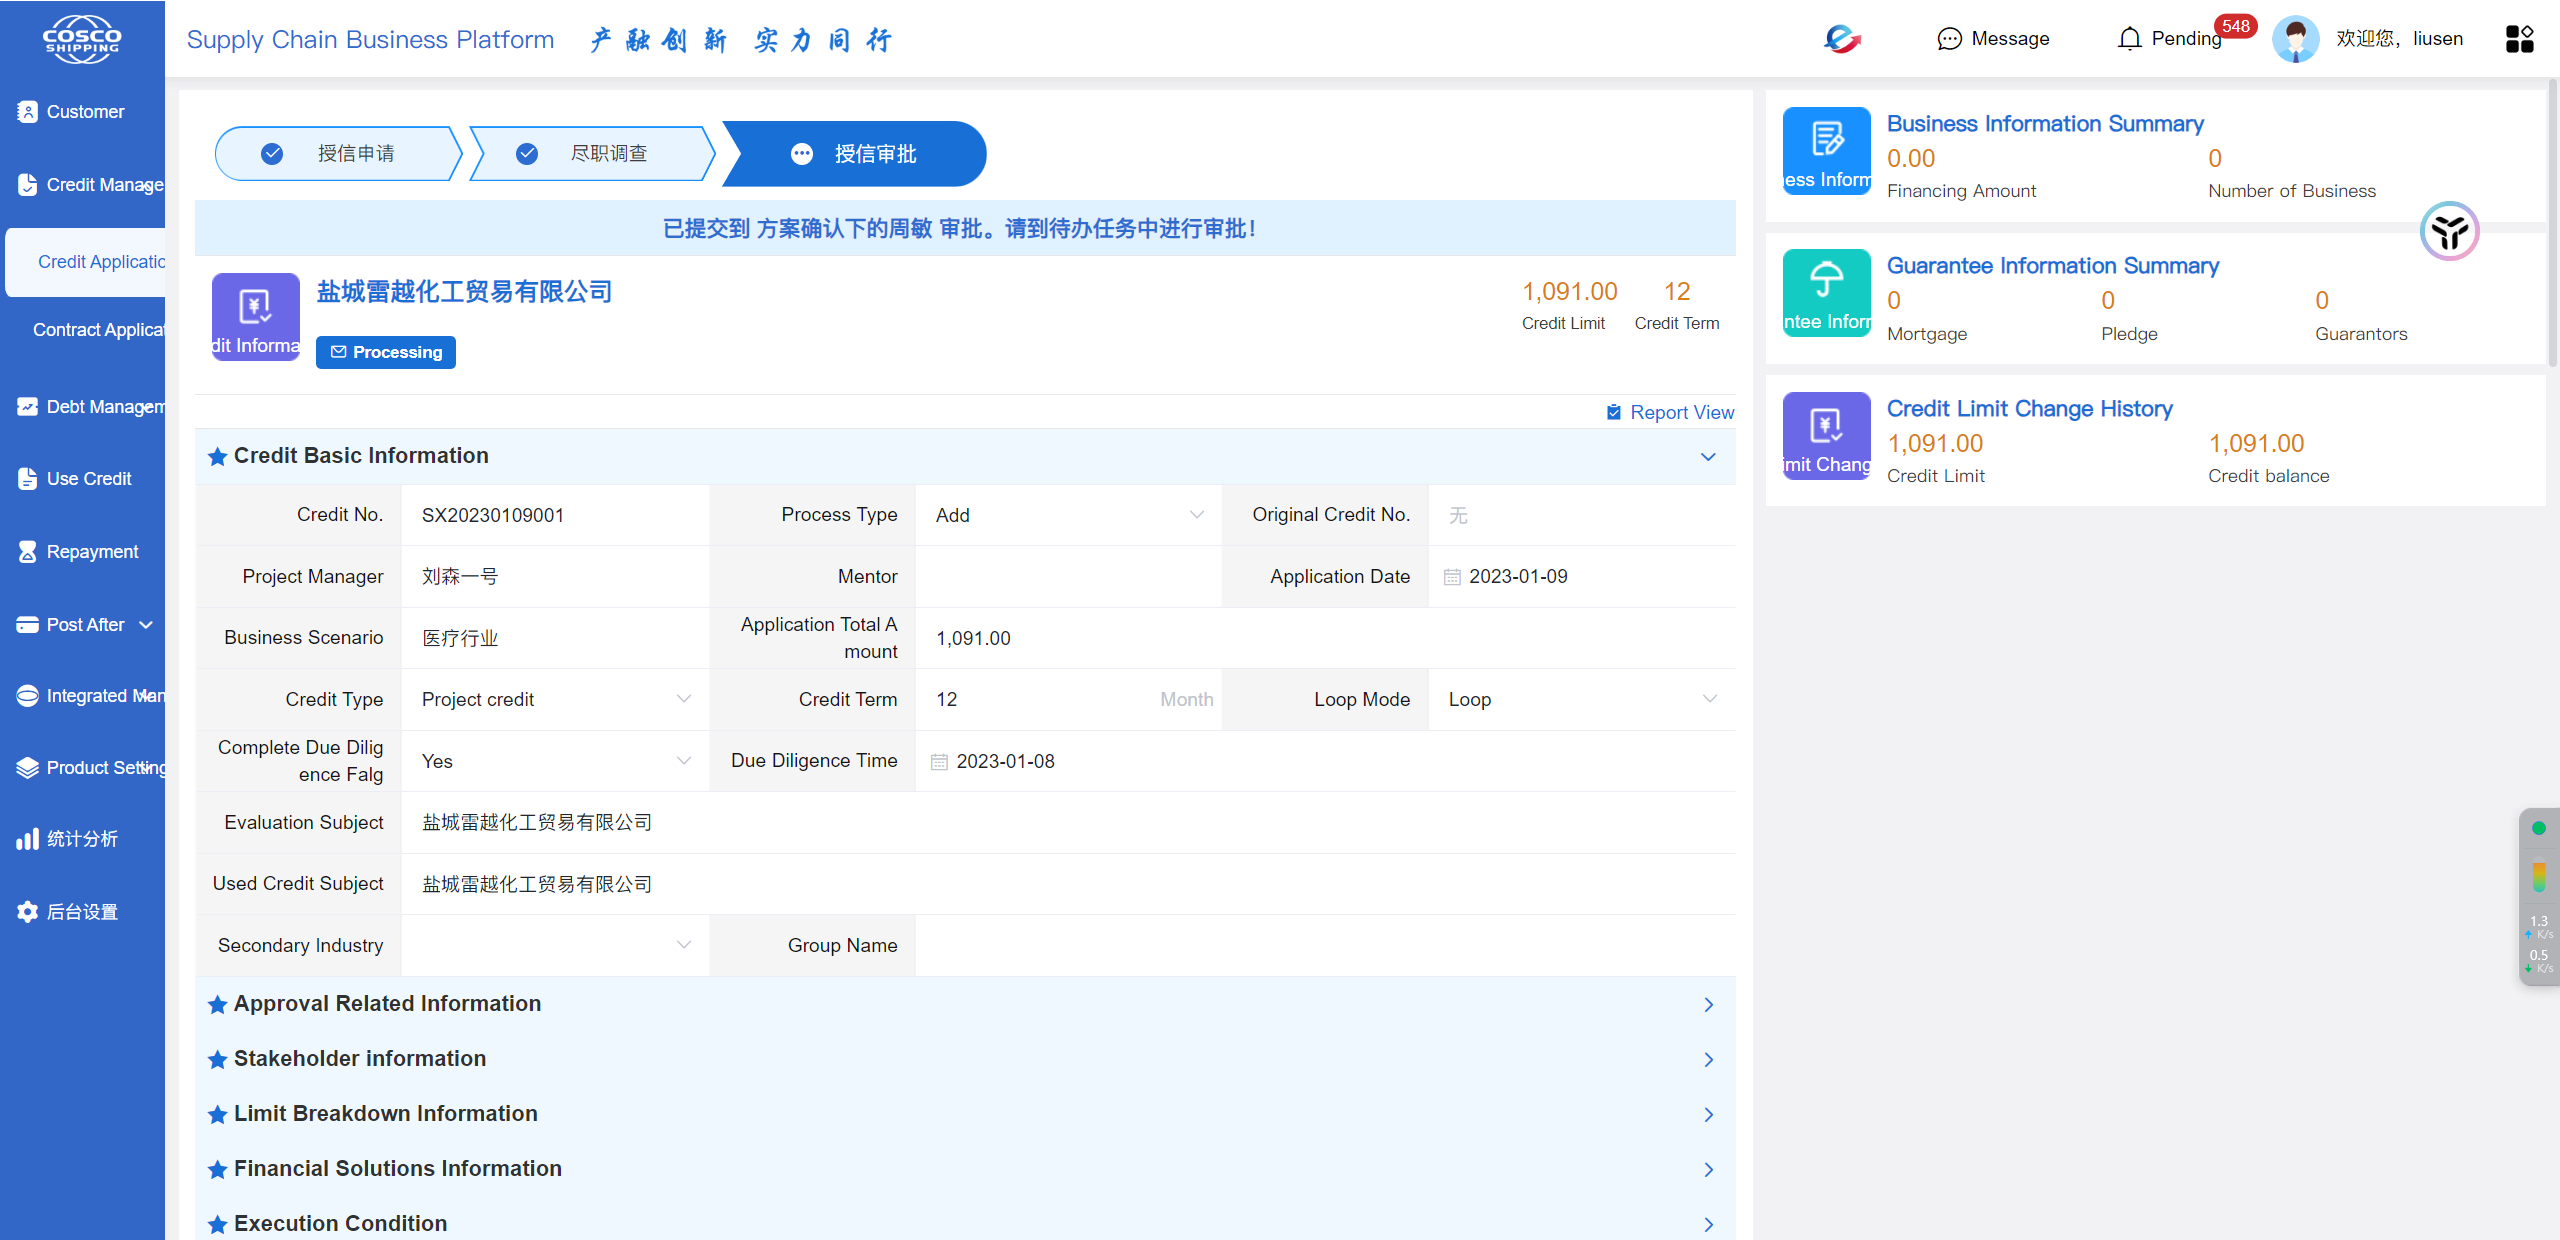 COSCO
SHIPPING
Supply Chain Business Platform
产融创新 实力同行
Message
Pending
548
欢迎您，liusen
Customer
Credit Manage
Credit Applicatio
Contract Applicat
Debt Managem
Use Credit
Repayment
Post After
Integrated Man
Product Setting
统计分析
后台设置
授信申请
尽职调查
授信审批
已提交到 方案确认下的周敏 审批。请到待办任务中进行审批！
dit Informa
盐城雷越化工贸易有限公司
Processing
1,091.00
12
Credit Limit
Credit Term
Report View
Credit Basic Information
Credit No.
SX20230109001
Process Type
Add
Original Credit No.
无
Project Manager
刘森一号
Mentor
Application Date
2023-01-09
Business Scenario
医疗行业
Application Total A
mount
1,091.00
Credit Type
Project credit
Credit Term
12
Month
Loop Mode
Loop
Complete Due Dilig
ence Falg
Yes
Due Diligence Time
2023-01-08
Evaluation Subject
盐城雷越化工贸易有限公司
Used Credit Subject
盐城雷越化工贸易有限公司
Secondary Industry
Group Name
Approval Related Information
Stakeholder information
Limit Breakdown Information
Financial Solutions Information
Execution Condition
ess Inform
Business Information Summary
0.00
0
Financing Amount
Number of Business
ntee Infor
Guarantee Information Summary
0
0
0
Mortgage
Pledge
Guarantors
imit Chang
Credit Limit Change History
1,091.00
1,091.00
Credit Limit
Credit balance
1.3
K/s
0.5
K/s